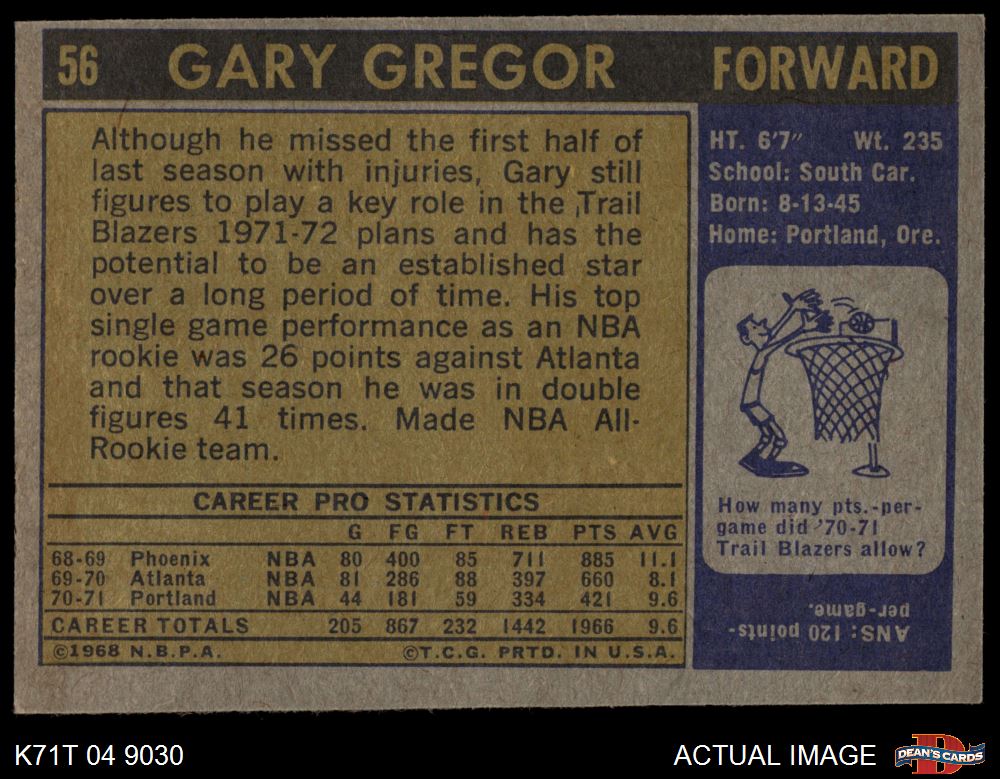 56 GARY GREGOR FORWARD
Although he missed the first half of
last season with injuries, Gary still
figures to play a key role in the Trail
Blazers 1971-72 plans and has the
potential to be an established star
over a long period of time. His top
single game performance as an NBA
rookie was 26 points against Atlanta
and that season he was in double
figures 41 times. Made NBA All-
Rookie team.
CAREER PRO STATISTICS
G FG FT REB PTS AVG
68-69 Phoenix NBA 80 400 85 711 885 11.1
69-70 Atlanta NBA 81 286 88 397 660 8.1
70-71 Portland NBA 44 181 59 334 421 9.6
CAREER TOTALS 205 867 232 1442 1966 9.6
©1968 N.B.P.A. ©T.C.G. PRTD. IN U.S.A.
HT. 6'7" Wt. 235
School: South Car.
Born: 8-13-45
Home: Portland, Ore.
How many pts.-per-
game did '70-71
Trail Blazers allow?
ANS: 120 points-
per-game.
K71T 04 9030 ACTUAL IMAGE
D
DEAN'S CARDS